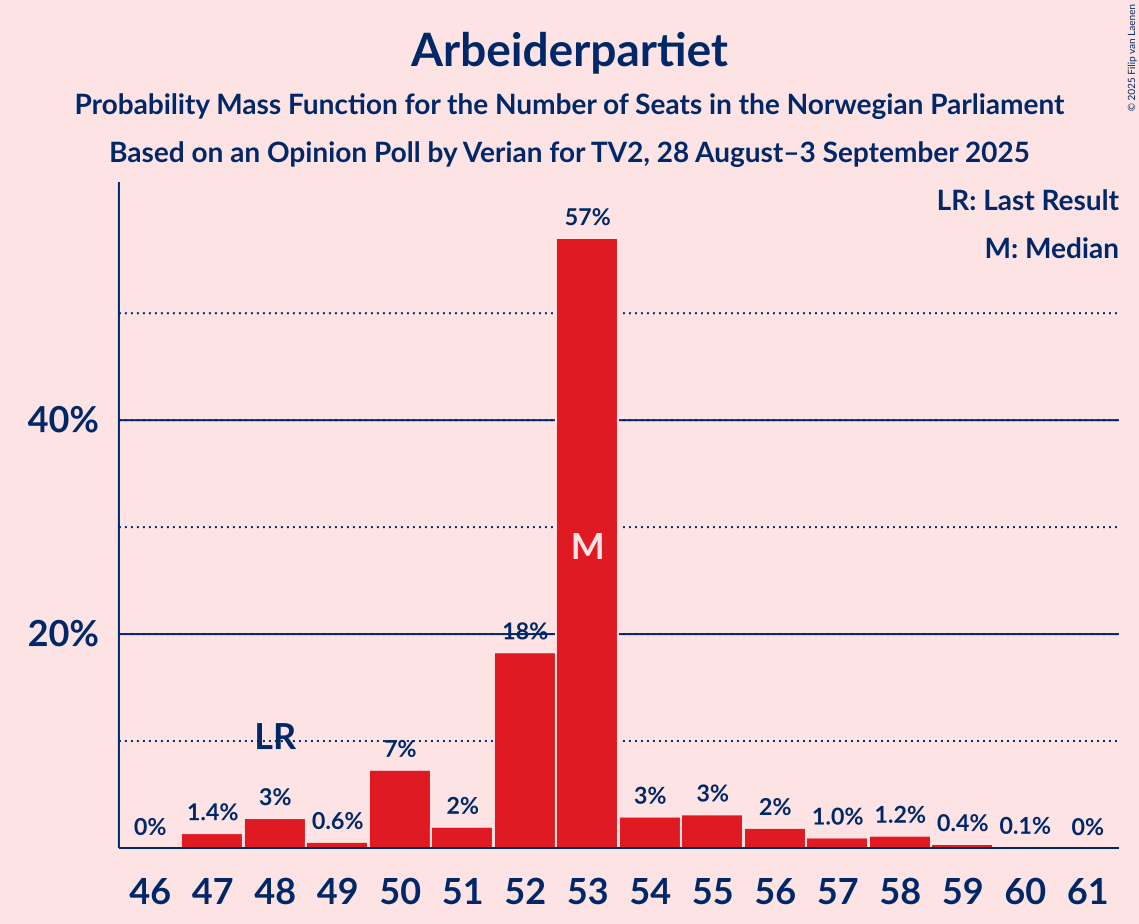 Arbeiderpartiet
Probability Mass Function for the Number of Seats in the Norwegian Parliament
Based on an Opinion Poll by Verian for TV2, 28 August–3 September 2025
© 2025 Filip van Laenen
LR: Last Result
M: Median
57%
40%
M
20%
18%
LR
7%
0%
1.4%
3%
0.6%
2%
3%
3%
2%
1.0%
1.2%
0.4%
0.1%
0%
46 47 48 49 50 51 52 53 54 55 56 57 58 59 60 61